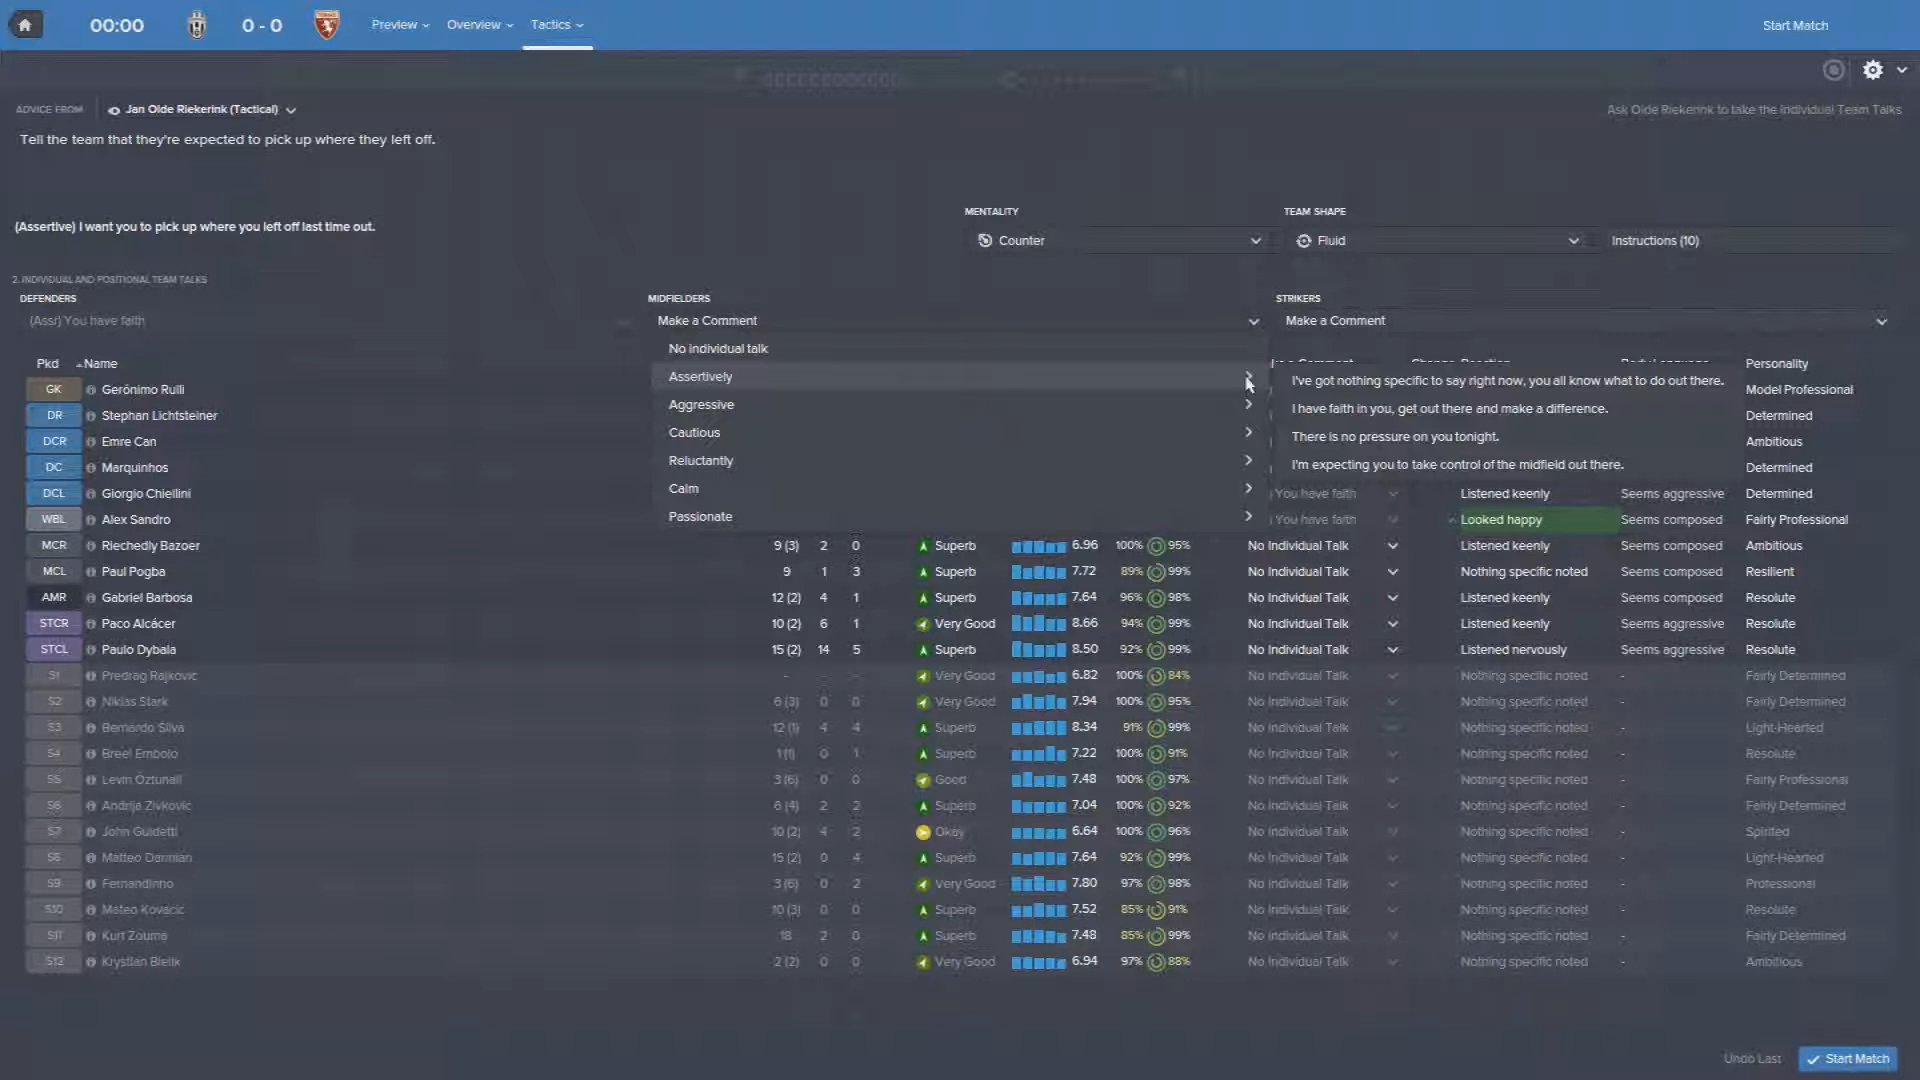 00:00 0 - 0 Preview Overview Tactics Start Match
ADVICE FROM Jan Olde Riekerink (Tactical) Ask Olde Riekerink to take the Individual Team Talks
Tell the team that they're expected to pick up where they left off.
MENTALITY TEAM SHAPE
(Assertive) I want you to pick up where you left off last time out.
Counter Fluid Instructions (10)
2. INDIVIDUAL AND POSITIONAL TEAM TALKS
DEFENDERS MIDFIELDERS STRIKERS
(Assr) You have faith Make a Comment Make a Comment
No individual talk
Pkd Name Personality
Assertively I've got nothing specific to say right now, you all know what to do out there.
GK Gerónimo Rulli Model Professional
Aggressive I have faith in you, get out there and make a difference.
DR Stephan Lichtsteiner Determined
Cautious There is no pressure on you tonight.
DCR Emre Can Ambitious
Reluctantly I'm expecting you to take control of the midfield out there.
DC Marquinhos Determined
Calm
DCL Giorgio Chiellini You have faith Listened keenly Seems aggressive Determined
Passionate
WBL Alex Sandro You have faith Looked happy Seems composed Fairly Professional
MCR Riechedly Bazoer 9 (3) 2 0 Superb 6.96 100% 95% No Individual Talk Listened keenly Seems composed Ambitious
MCL Paul Pogba 9 1 3 Superb 7.72 89% 99% No Individual Talk Nothing specific noted Seems composed Resilient
AMR Gabriel Barbosa 12 (2) 4 1 Superb 7.64 96% 98% No Individual Talk Listened keenly Seems composed Resolute
STCR Paco Alcácer 10 (2) 6 1 Very Good 8.66 94% 99% No Individual Talk Listened keenly Seems aggressive Resolute
STCL Paulo Dybala 15 (2) 14 5 Superb 8.50 92% 99% No Individual Talk Listened nervously Seems aggressive Resolute
S1 Predrag Rajkovic - - - Very Good 6.82 100% 84% No Individual Talk Nothing specific noted - Fairly Determined
S2 Niklas Stark 6 (3) 0 0 Very Good 7.94 100% 95% No Individual Talk Nothing specific noted - Fairly Determined
S3 Bernardo Silva 12 (1) 4 4 Superb 8.34 91% 99% No Individual Talk Nothing specific noted - Light-Hearted
S4 Breel Embolo 1 (1) 0 1 Superb 7.22 100% 91% No Individual Talk Nothing specific noted - Resolute
S5 Levin Öztunali 3 (6) 0 0 Good 7.48 100% 97% No Individual Talk Nothing specific noted - Fairly Professional
S6 Andrija Zivkovic 6 (4) 2 2 Superb 7.04 100% 92% No Individual Talk Nothing specific noted - Fairly Determined
S7 John Guidetti 10 (2) 4 2 Okay 6.64 100% 96% No Individual Talk Nothing specific noted - Spirited
S8 Matteo Darmian 15 (2) 0 4 Superb 7.64 92% 99% No Individual Talk Nothing specific noted - Light-Hearted
S9 Fernandinho 3 (6) 0 2 Very Good 7.80 97% 98% No Individual Talk Nothing specific noted - Professional
S10 Mateo Kovacic 10 (3) 0 0 Superb 7.52 85% 91% No Individual Talk Nothing specific noted - Resolute
S11 Kurt Zouma 18 2 0 Superb 7.48 85% 99% No Individual Talk Nothing specific noted - Fairly Determined
S12 Krystian Bielik 2 (2) 0 0 Very Good 6.94 97% 88% No Individual Talk Nothing specific noted - Ambitious
Undo Last Start Match